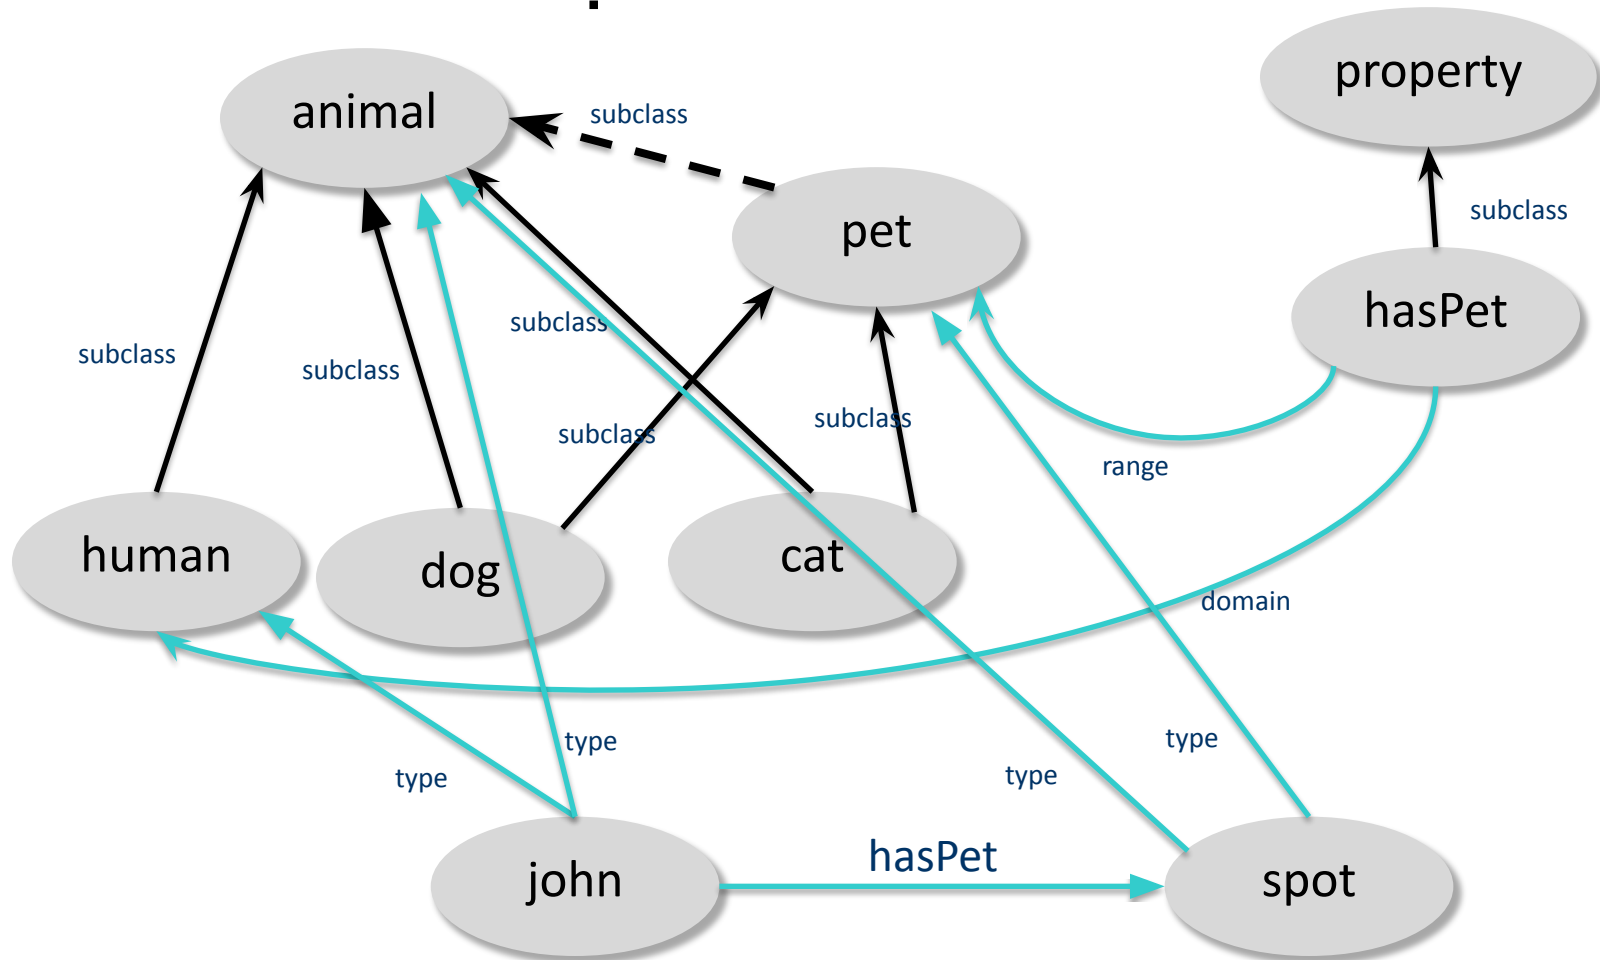 property
animal
subclass
subclass
pet
hasPet
subclass
subclass
subclass
subclass
subclass
range
human
dog
cat
domain
type
type
type
type
hasPet
john
spot